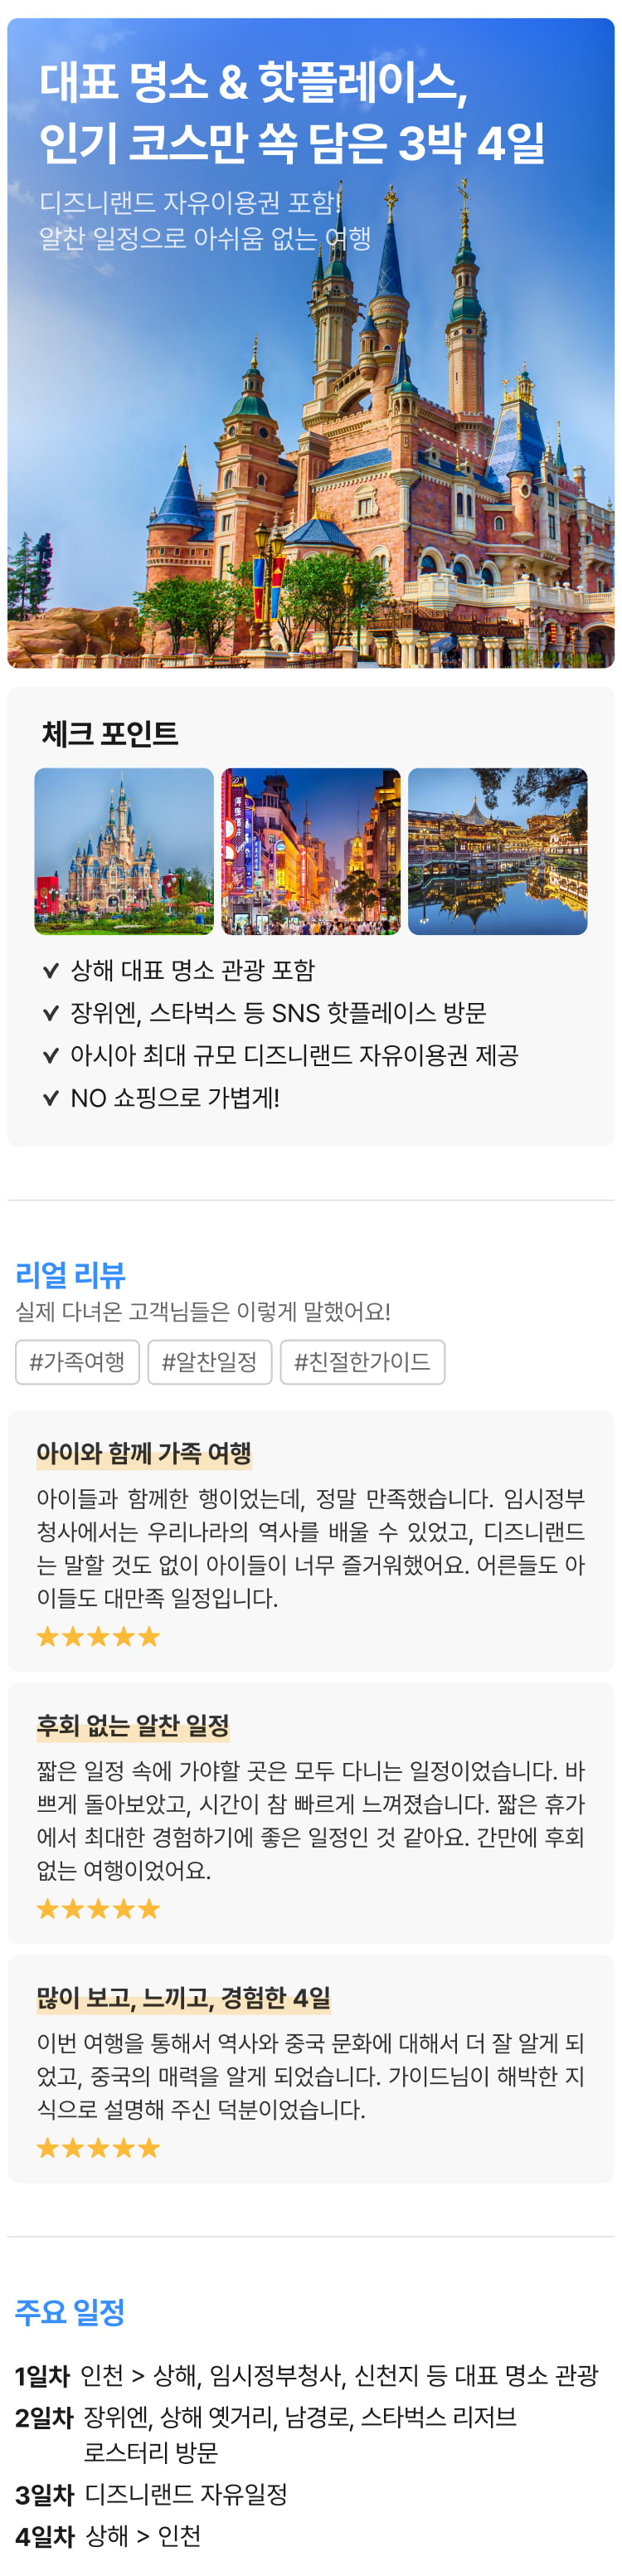 대표 명소 & 핫플레이스,
인기 코스만 쏙 담은 3박 4일
디즈니랜드 자유이용권 포함!
알찬 일정으로 아쉬움 없는 여행
체크 포인트
상해 대표 명소 관광 포함
장위엔, 스타벅스 등 SNS 핫플레이스 방문
아시아 최대 규모 디즈니랜드 자유이용권 제공
NO 쇼핑으로 가볍게!
리얼 리뷰
실제 다녀온 고객님들은 이렇게 말했어요!
#가족여행 #알찬일정 #친절한가이드
아이와 함께 가족 여행
아이들과 함께한 행이었는데, 정말 만족했습니다. 임시정부
청사에서는 우리나라의 역사를 배울 수 있었고, 디즈니랜드
는 말할 것도 없이 아이들이 너무 즐거워했어요. 어른들도 아
이들도 대만족 일정입니다.
후회 없는 알찬 일정
짧은 일정 속에 가야할 곳은 모두 다니는 일정이었습니다. 바
쁘게 돌아보았고, 시간이 참 빠르게 느껴졌습니다. 짧은 휴가
에서 최대한 경험하기에 좋은 일정인 것 같아요. 간만에 후회
없는 여행이었어요.
많이 보고, 느끼고, 경험한 4일
이번 여행을 통해서 역사와 중국 문화에 대해서 더 잘 알게 되
었고, 중국의 매력을 알게 되었습니다. 가이드님이 해박한 지
식으로 설명해 주신 덕분이었습니다.
주요 일정
1일차 인천 > 상해, 임시정부청사, 신천지 등 대표 명소 관광
2일차 장위엔, 상해 옛거리, 남경로, 스타벅스 리저브
로스터리 방문
3일차 디즈니랜드 자유일정
4일차 상해 > 인천